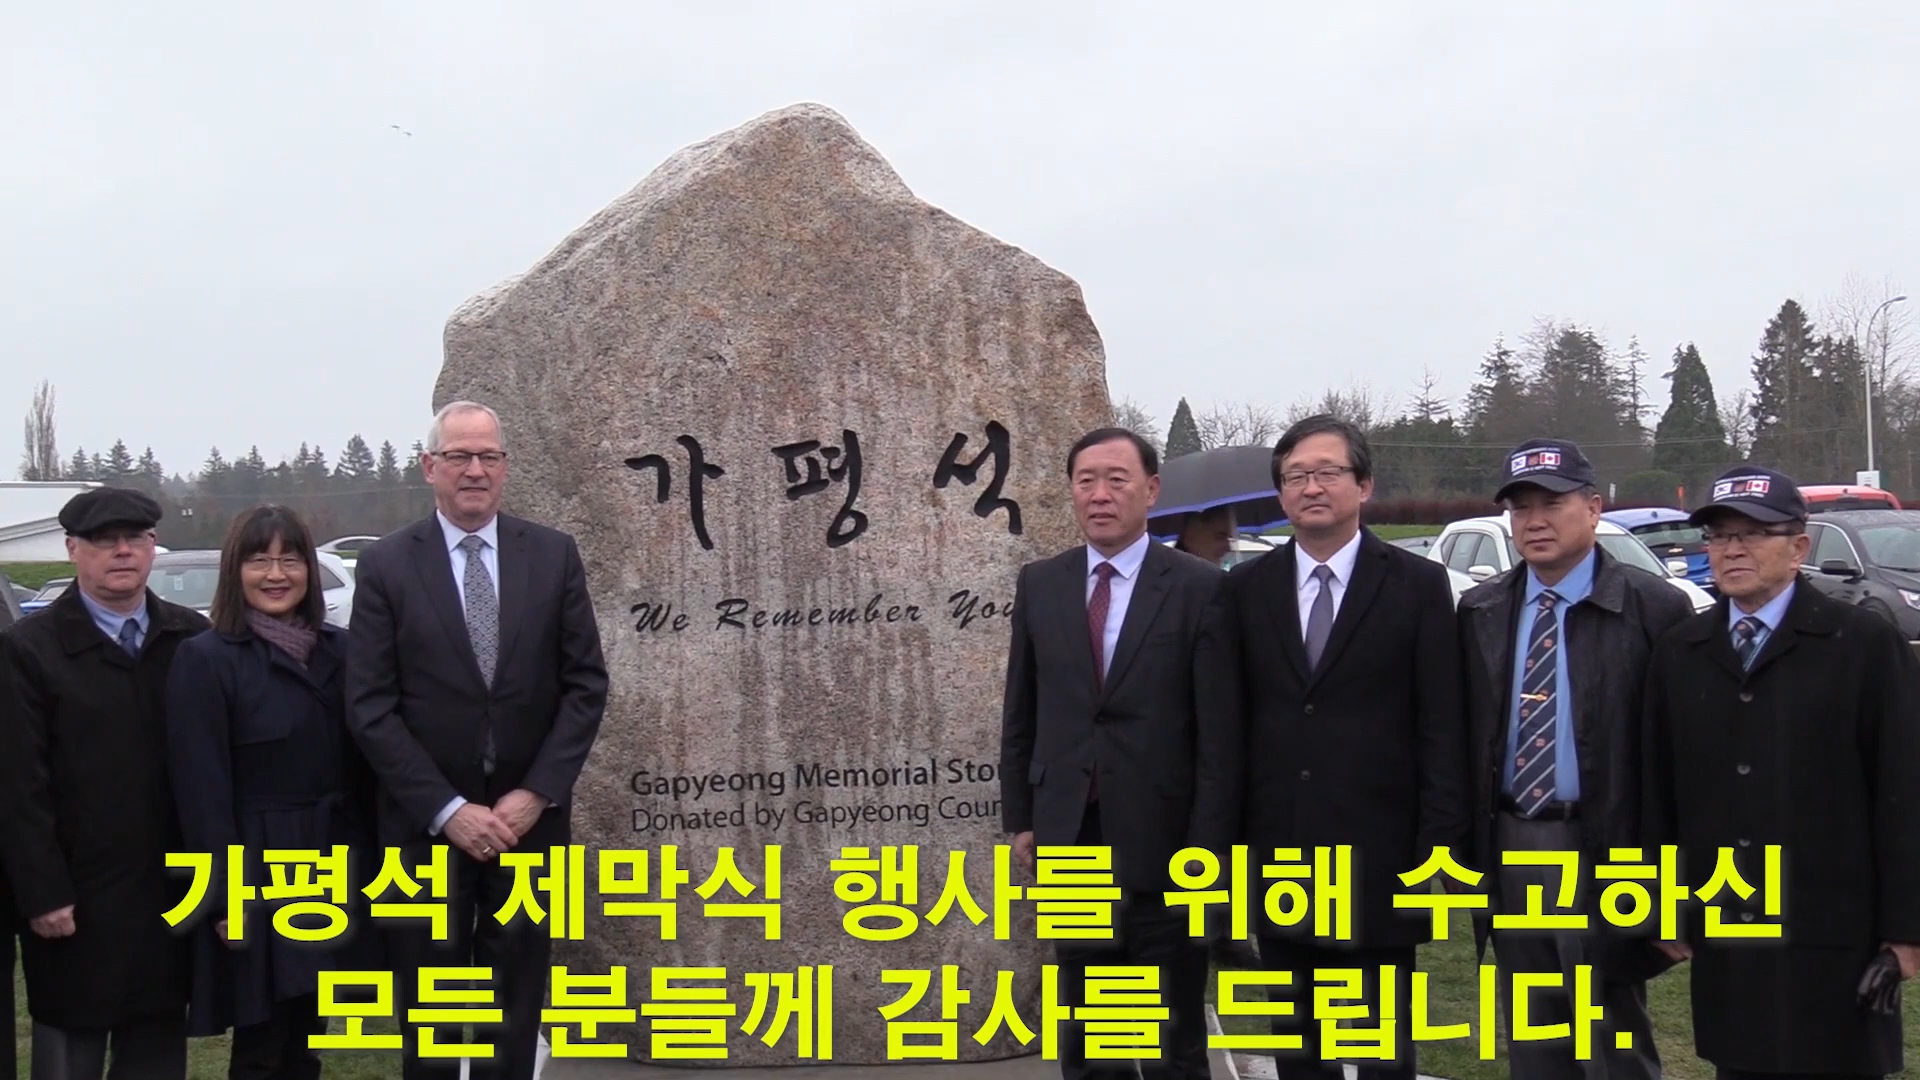 가평석
We Remember You
Gapyeong Memorial Sto
Donated by Gapyeong Coun
가평석 제막식 행사를 위해 수고하신
모든 분들께 감사를 드립니다.